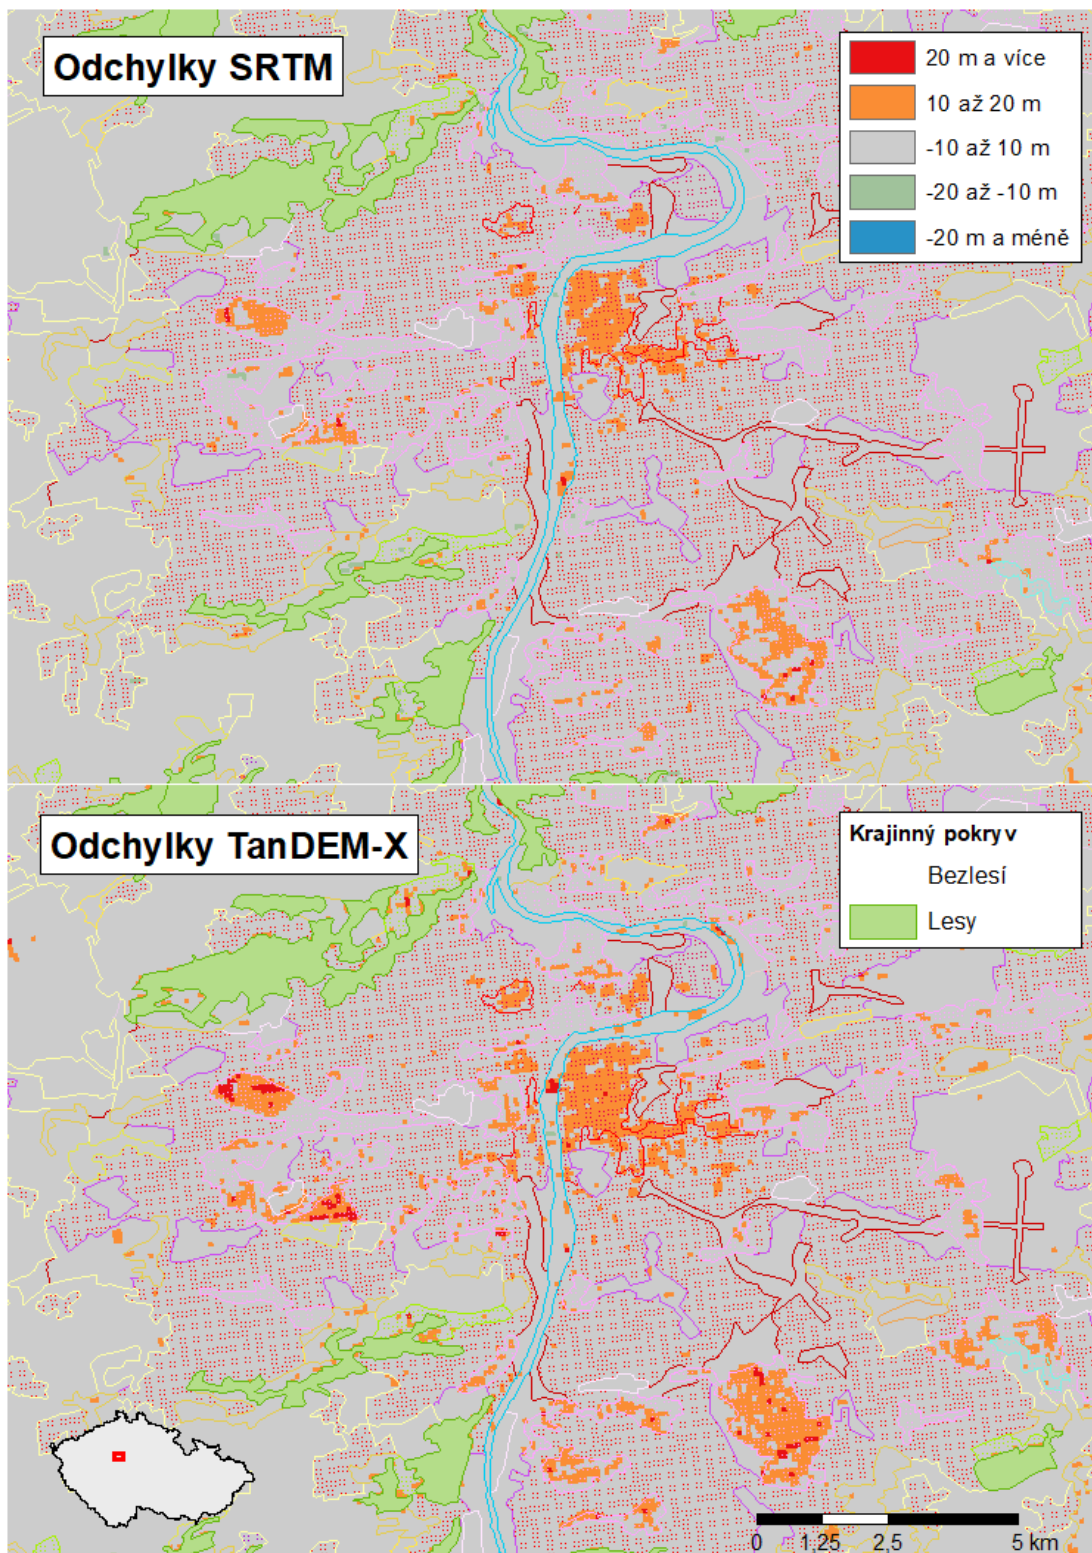 Odchylky SRTM
20 m a více
10 až 20 m
-10 až 10 m
-20 až -10 m
-20 m a méně
Odchylky TanDEM-X
Krajinný pokryv
Bezlesí
Lesy
0 1,25 2,5 5 km